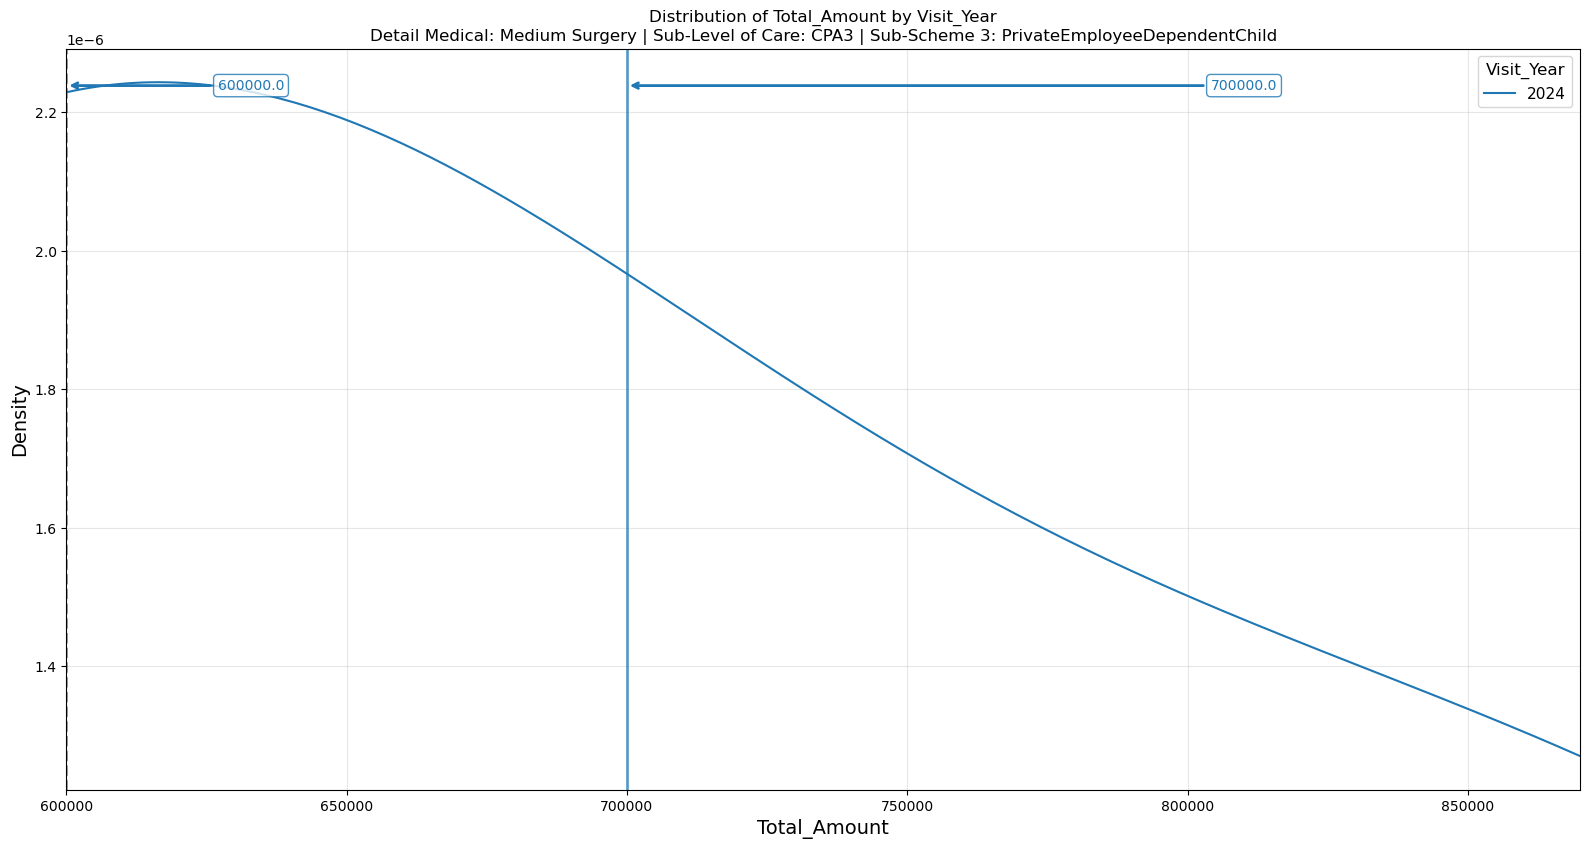 Distribution of Total_Amount by Visit_Year
Detail Medical: Medium Surgery | Sub-Level of Care: CPA3 | Sub-Scheme 3: PrivateEmployeeDependentChild
1e−6
600000.0
700000.0
Visit_Year
2024
2.2
2.0
1.8
1.6
1.4
Density
600000
650000
700000
750000
800000
850000
Total_Amount